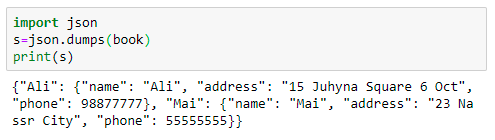 import json
s=json.dumps(book)
print(s)
{"Ali": {"name": "Ali", "address": "15 Juhyna Square 6 Oct",
"phone": 98877777}, "Mai": {"name": "Mai", "address": "23 Na
ssr City", "phone": 55555555}}